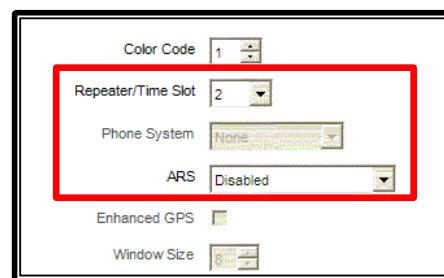 Color Code 1
Repeater/Time Slot 2
Phone System None
ARS Disabled
Enhanced GPS
Window Size 8